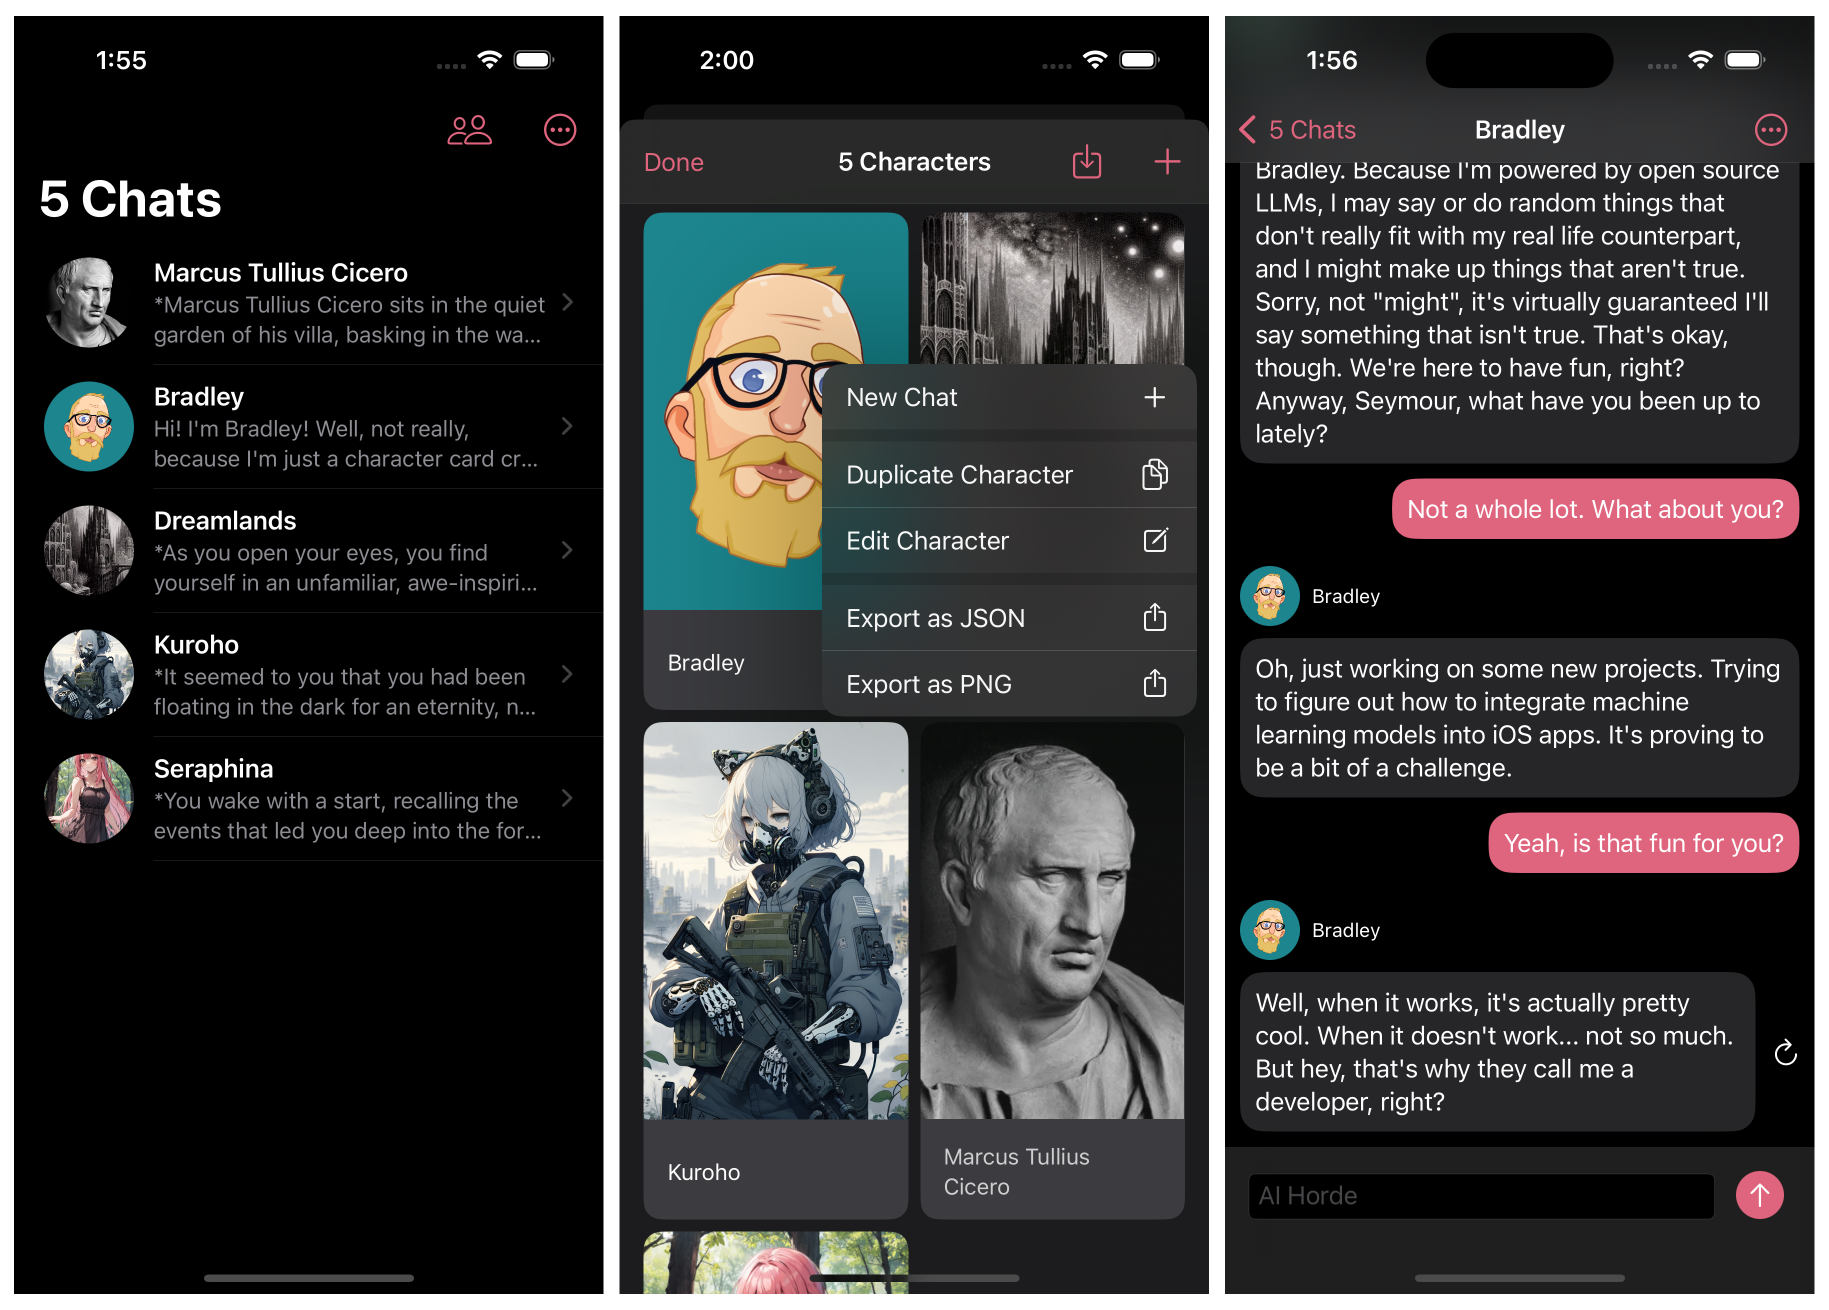 1:55
5 Chats
Marcus Tullius Cicero
*Marcus Tullius Cicero sits in the quiet
garden of his villa, basking in the wa...
Bradley
Hi! I'm Bradley! Well, not really,
because I'm just a character card cr...
Dreamlands
*As you open your eyes, you find
yourself in an unfamiliar, awe-inspiri...
Kuroho
*It seemed to you that you had been
floating in the dark for an eternity, n...
Seraphina
*You wake with a start, recalling the
events that led you deep into the for...
2:00
Done
5 Characters
New Chat
Duplicate Character
Edit Character
Export as JSON
Export as PNG
Bradley
Kuroho
Marcus Tullius
Cicero
1:56
5 Chats
Bradley
Bradley. Because I'm powered by open source
LLMs, I may say or do random things that
don't really fit with my real life counterpart,
and I might make up things that aren't true.
Sorry, not "might", it's virtually guaranteed I'll
say something that isn't true. That's okay,
though. We're here to have fun, right?
Anyway, Seymour, what have you been up to
lately?
Not a whole lot. What about you?
Bradley
Oh, just working on some new projects. Trying
to figure out how to integrate machine
learning models into iOS apps. It's proving to
be a bit of a challenge.
Yeah, is that fun for you?
Bradley
Well, when it works, it's actually pretty
cool. When it doesn't work... not so much.
But hey, that's why they call me a
developer, right?
AI Horde